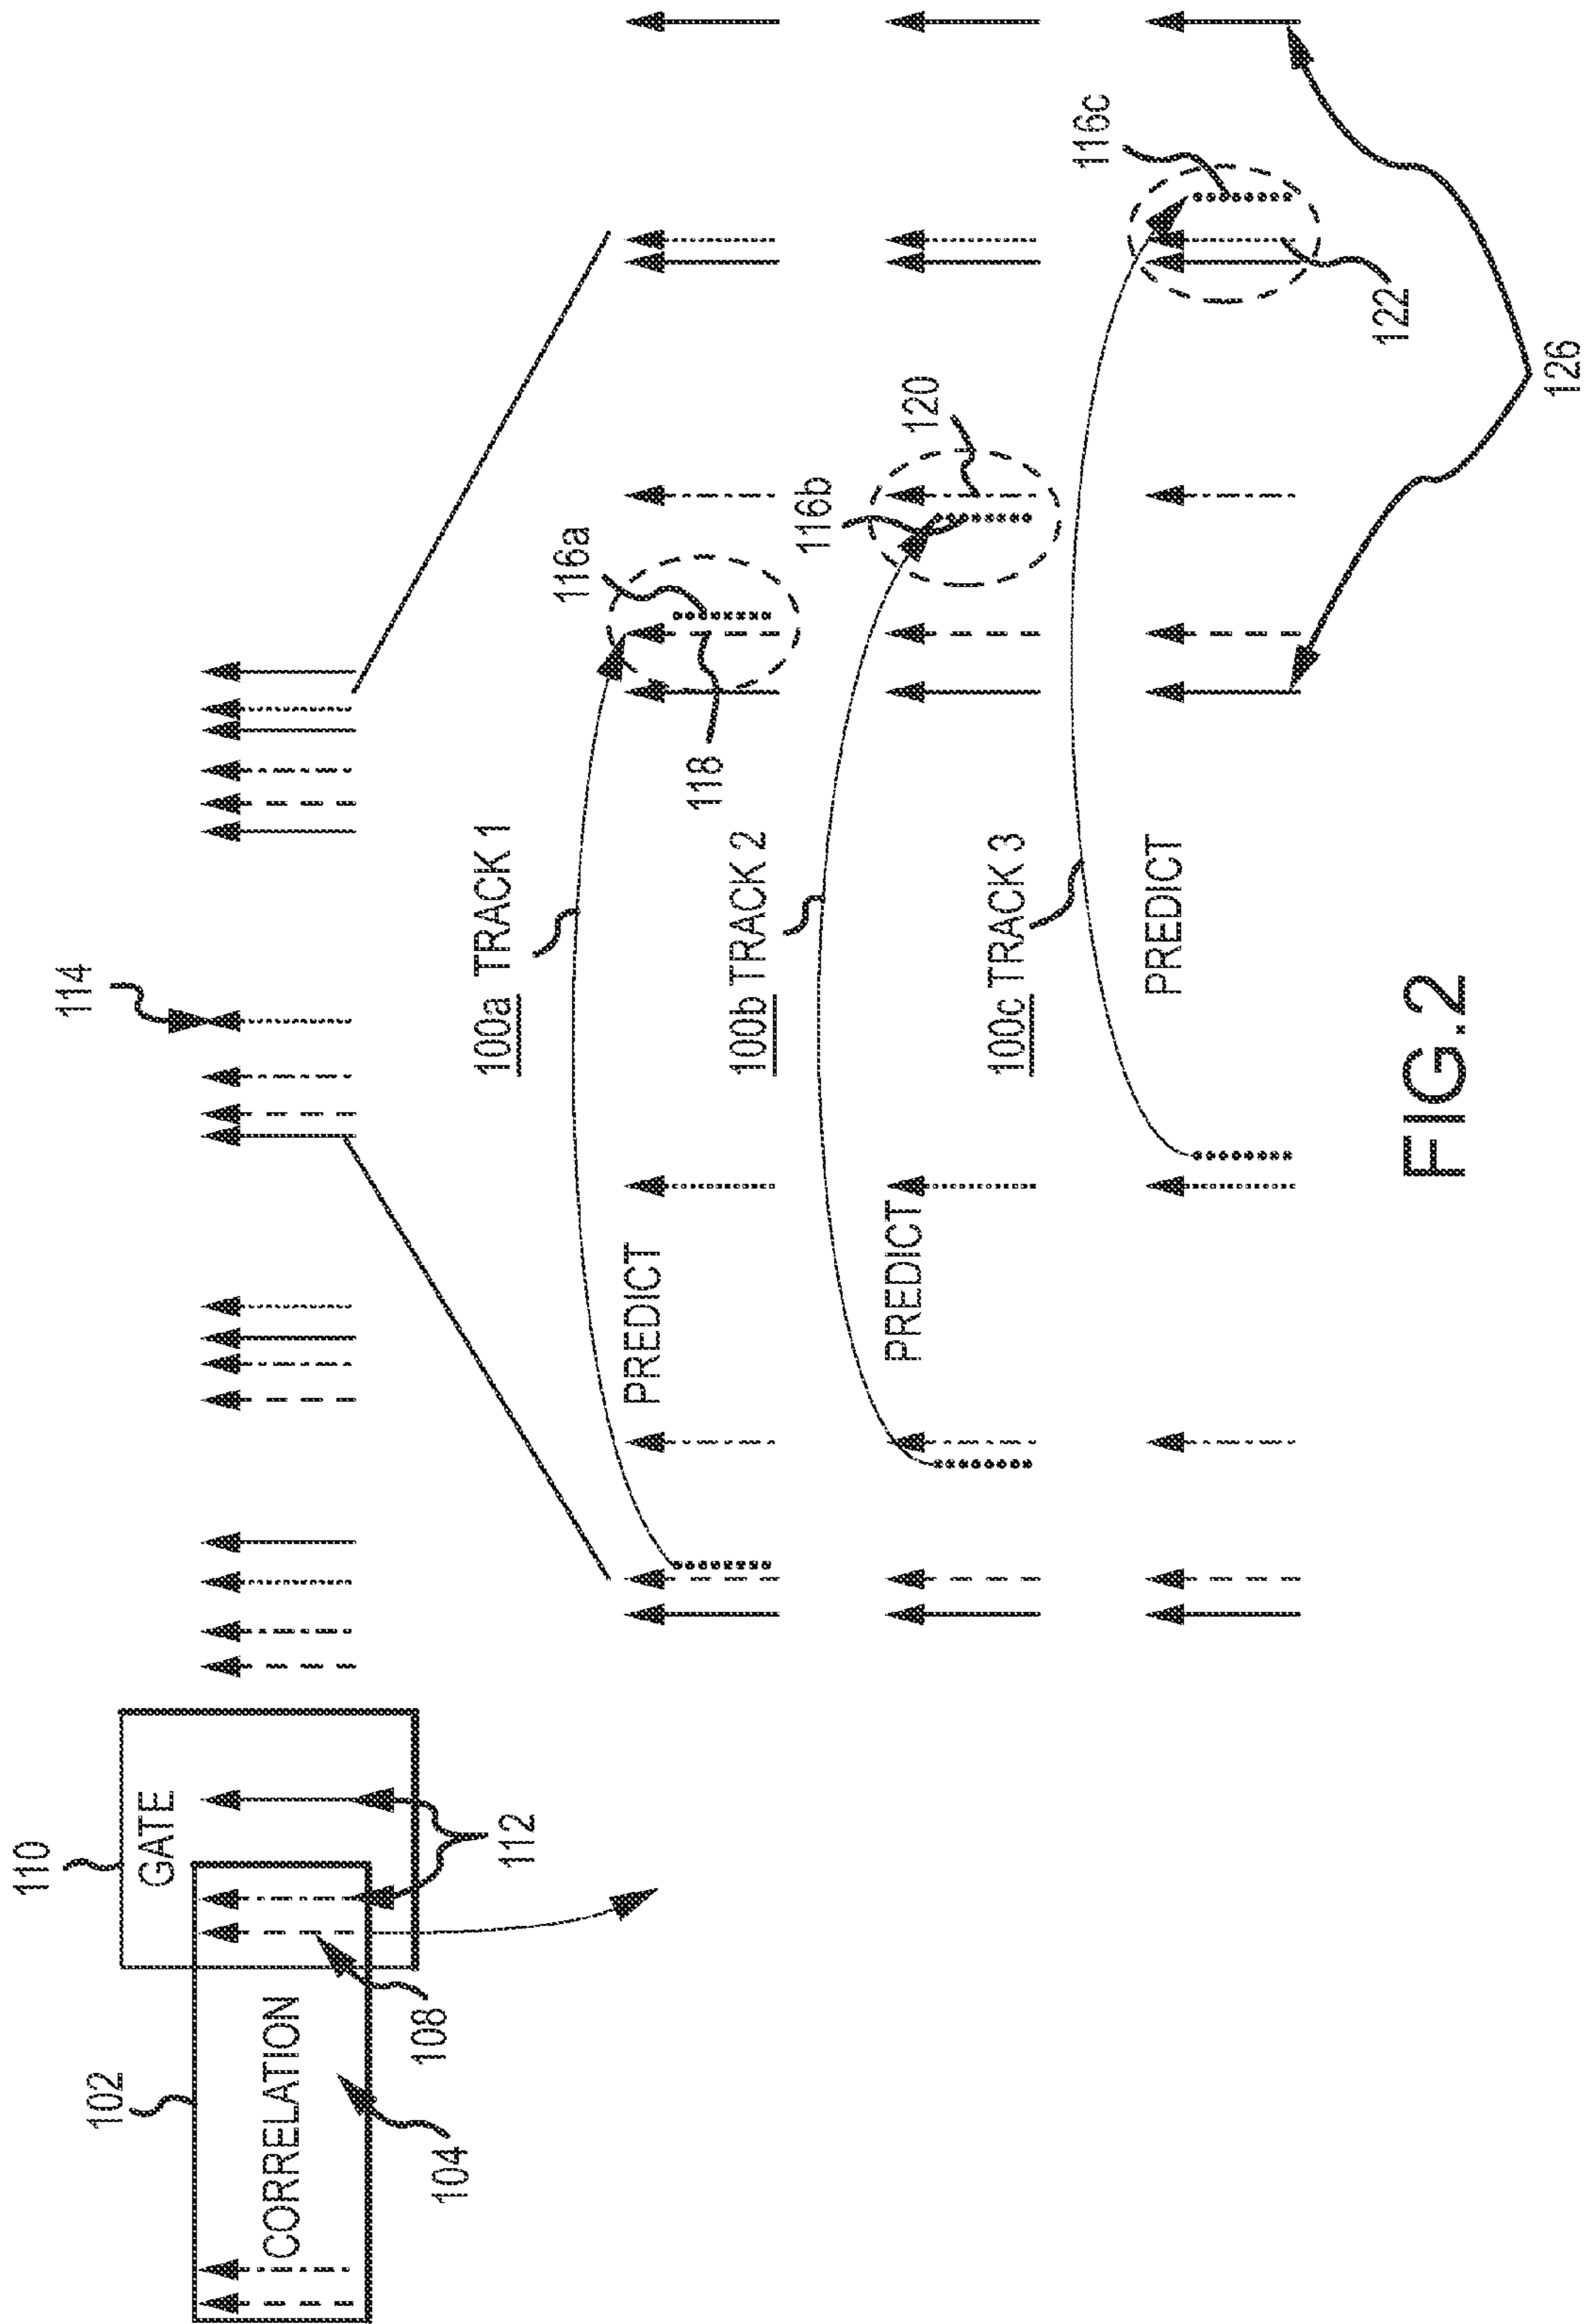 110
GATE
102
CORRELATION
104
108
112
114
100a TRACK 1
PREDICT
116a
118
100b TRACK 2
PREDICT
116b
120
100c TRACK 3
PREDICT
116c
122
126
FIG.2